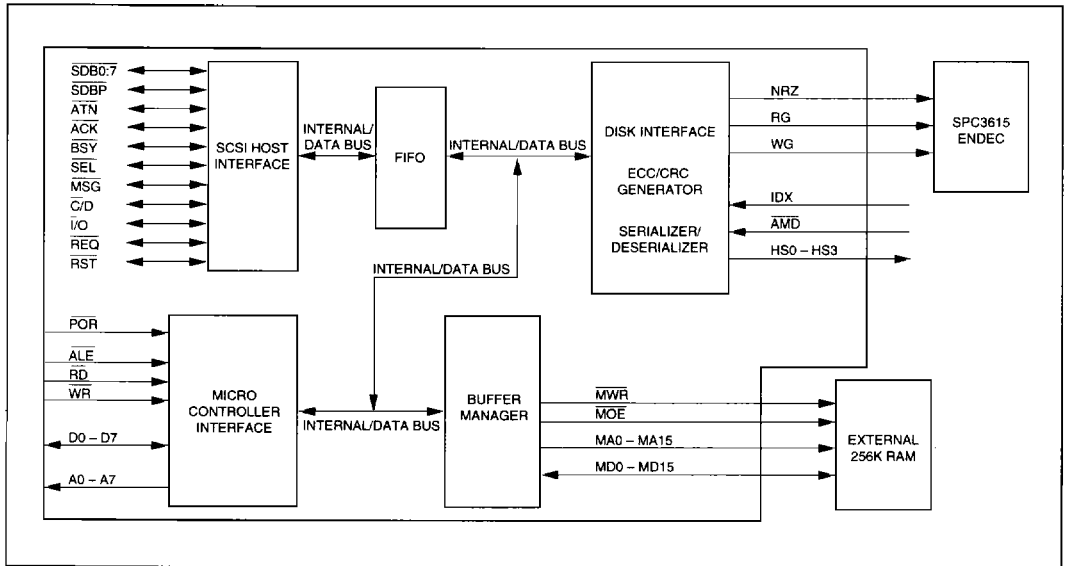 SDB0:7
SDBP
ATN
ACK
BSY
SEL
MSG
C/D
I/O
REQ
RST
SCSI HOST
INTERFACE
INTERNAL/
DATA BUS
FIFO
INTERNAL/DATA BUS
DISK INTERFACE
ECC/CRC
GENERATOR
SERIALIZER/
DESERIALIZER
NRZ
RG
WG
IDX
AMD
HS0 – HS3
SPC3615
ENDEC
INTERNAL/DATA BUS
POR
ALE
RD
WR
D0 – D7
A0 – A7
MICRO
CONTROLLER
INTERFACE
INTERNAL/DATA BUS
BUFFER
MANAGER
MWR
MOE
MA0 – MA15
MD0 – MD15
EXTERNAL
256K RAM